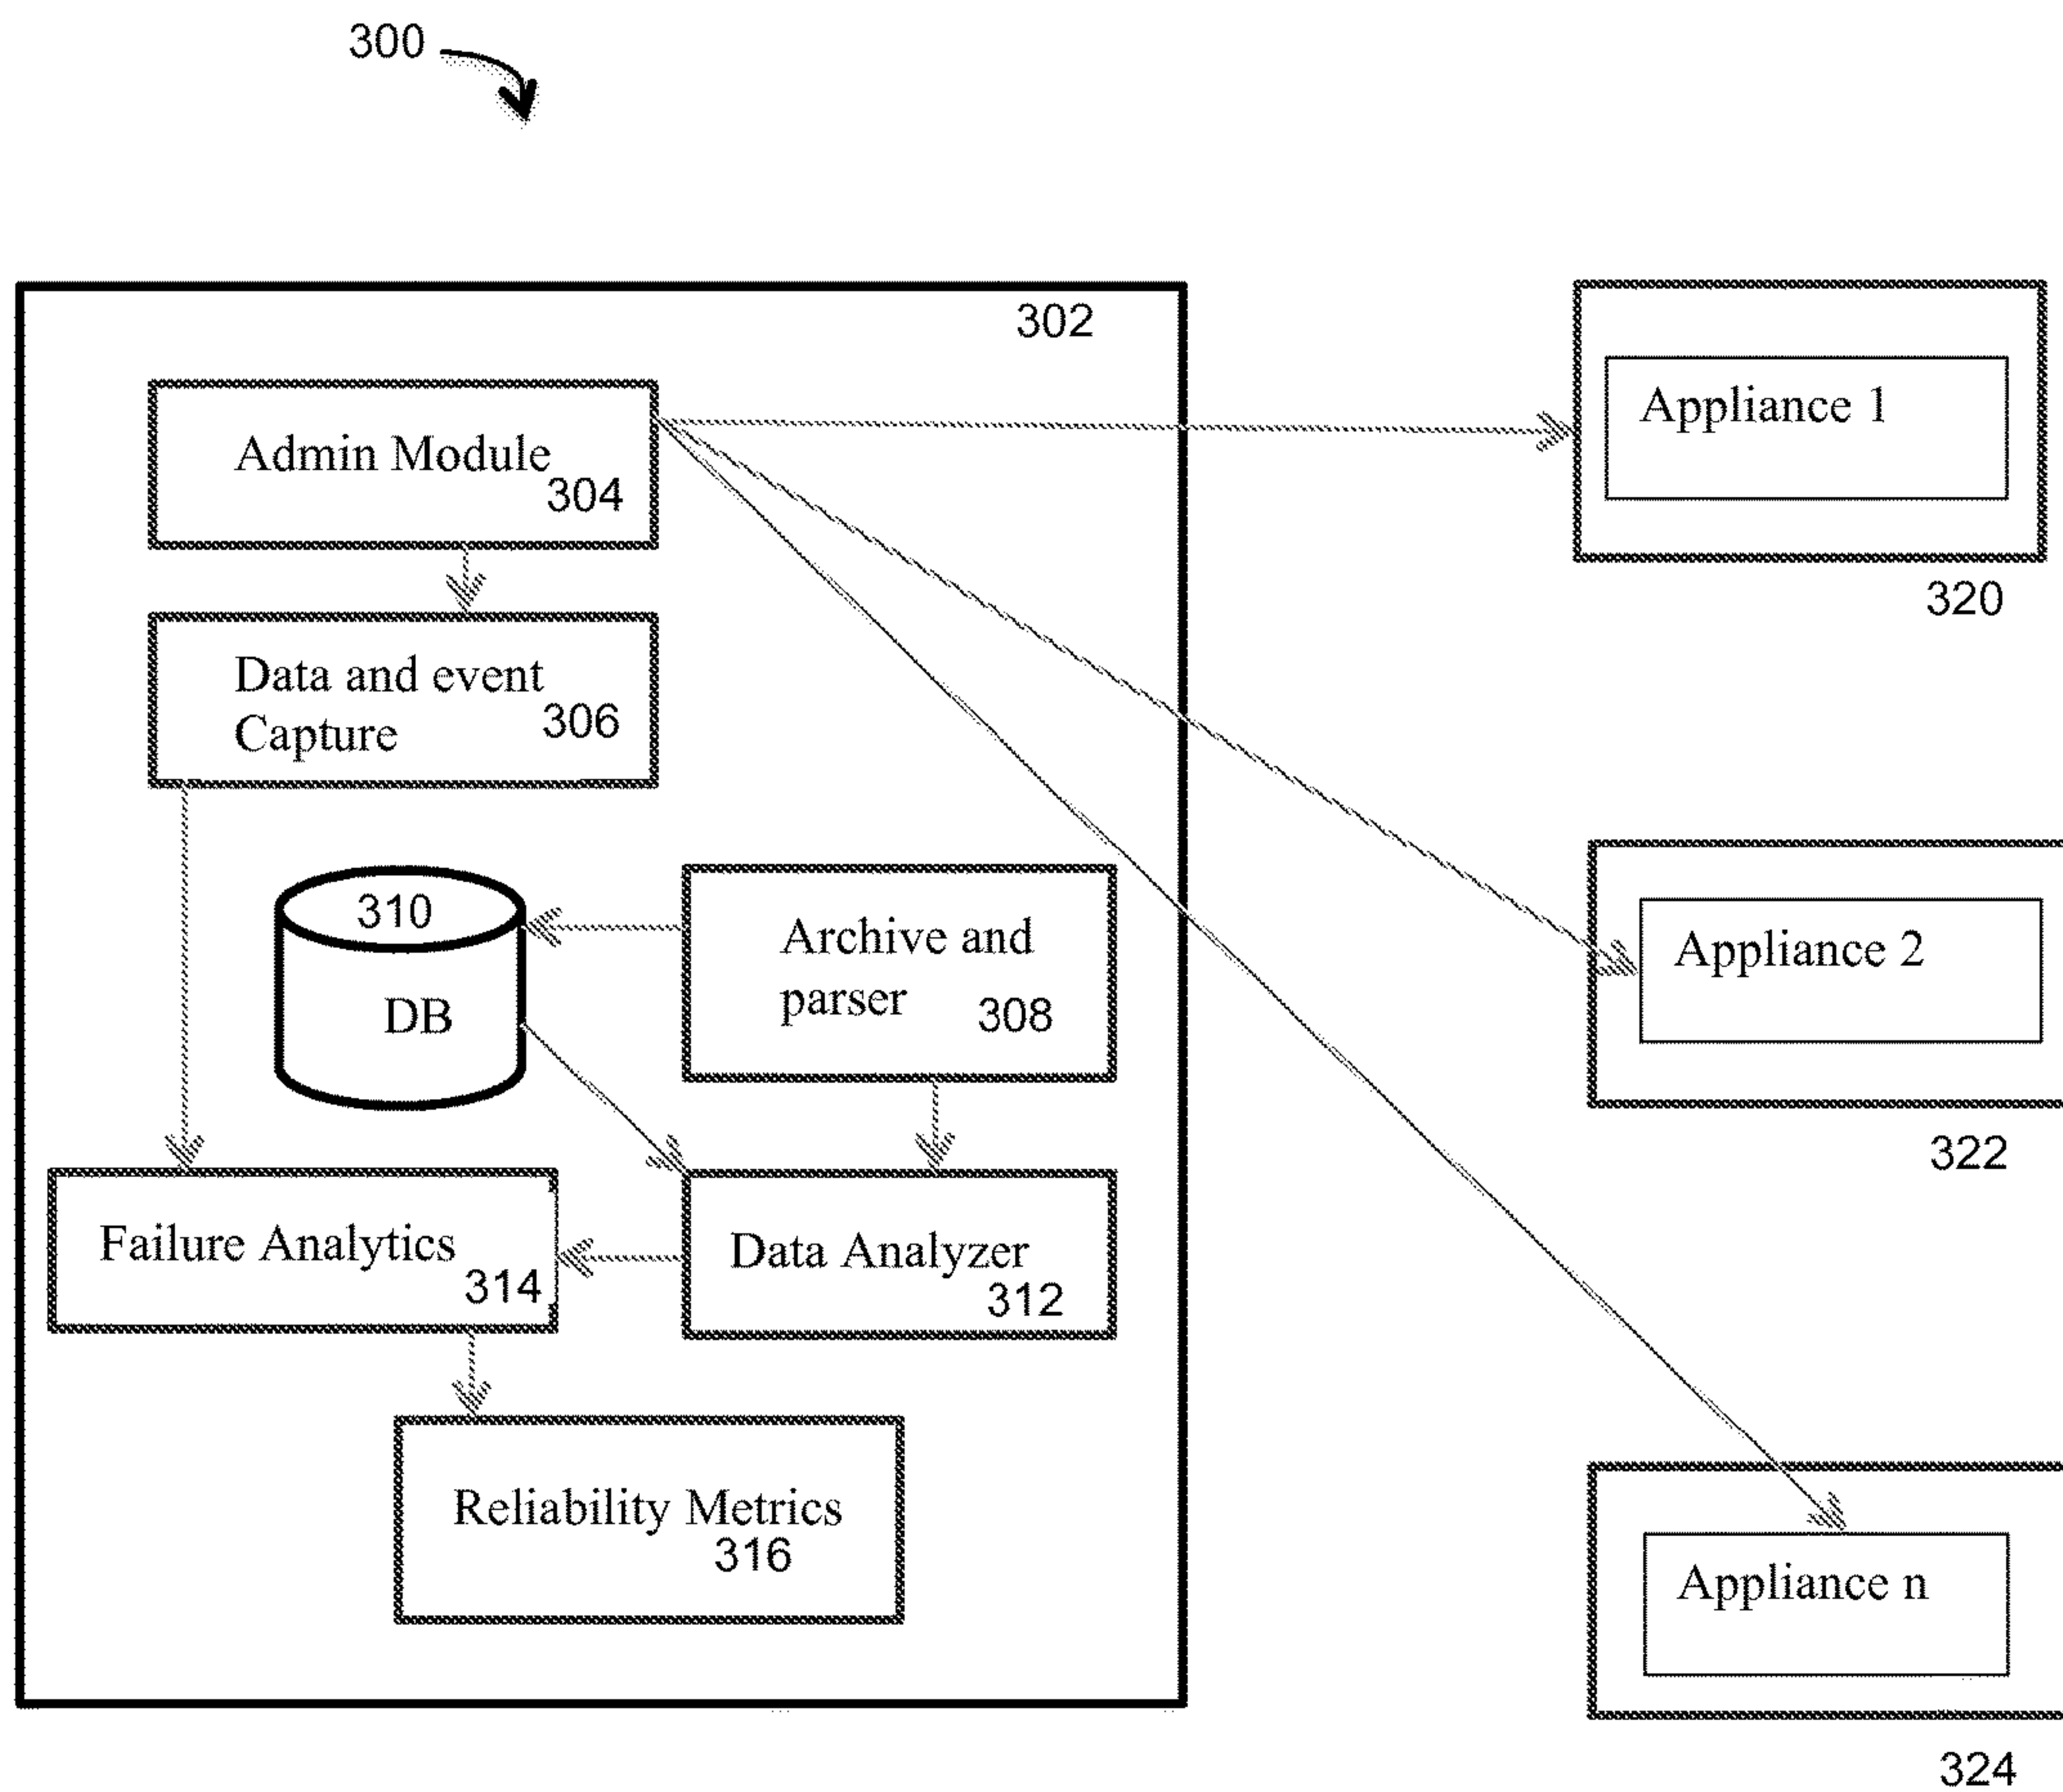 300
302
Admin Module
304
Appliance 1
320
Data and event
Capture
306
310
DB
Archive and
parser
308
Appliance 2
322
Failure Analytics
314
Data Analyzer
312
Reliability Metrics
316
Appliance n
324